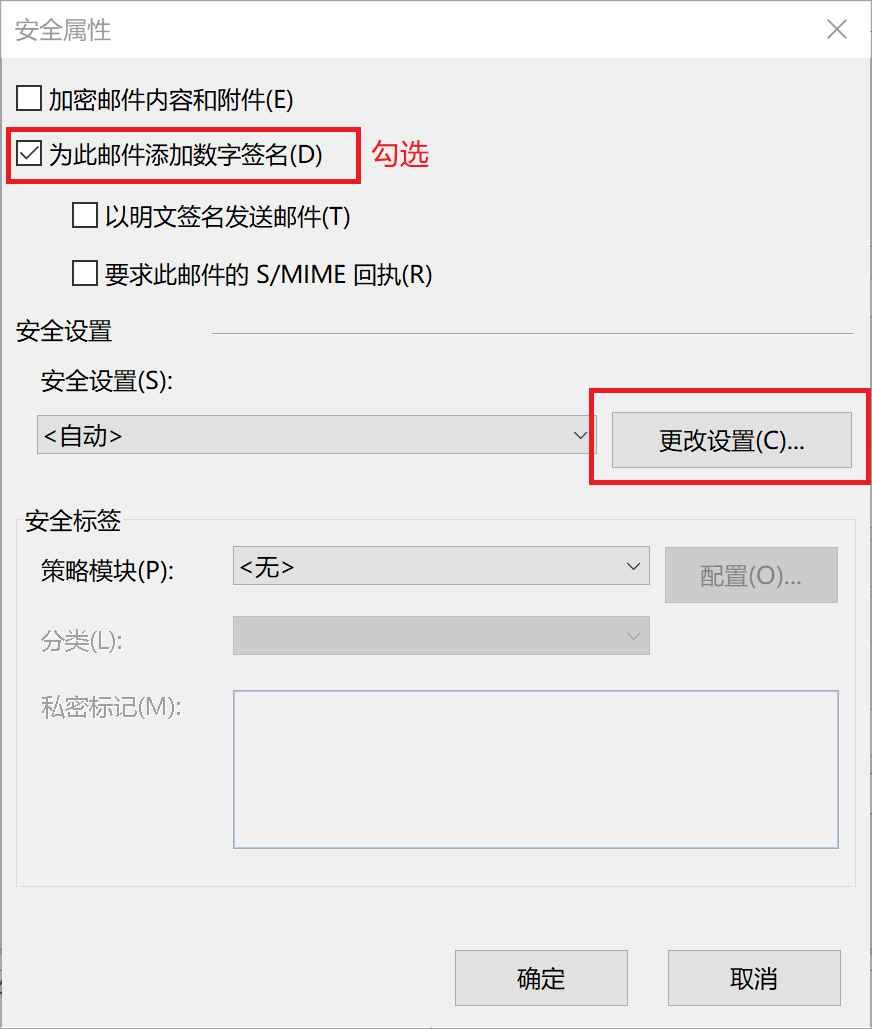 安全属性
加密邮件内容和附件(E)
为此邮件添加数字签名(D) 勾选
以明文签名发送邮件(T)
要求此邮件的 S/MIME 回执(R)
安全设置
安全设置(S):
<自动> 更改设置(C)...
安全标签
策略模块(P): <无> 配置(O)...
分类(L):
私密标记(M):
确定 取消